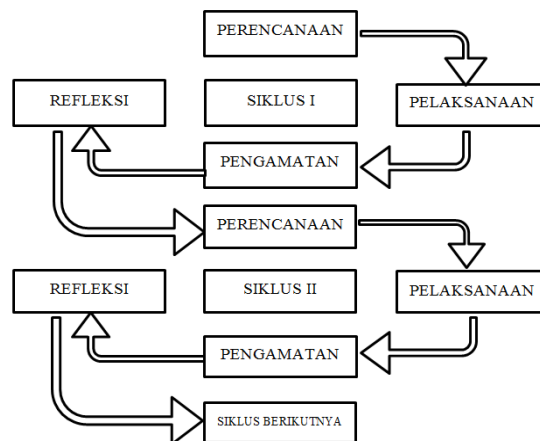 PERENCANAAN
REFLEKSI
SIKLUS I
PELAKSANAAN
PENGAMATAN
PERENCANAAN
REFLEKSI
SIKLUS II
PELAKSANAAN
PENGAMATAN
SIKLUS BERIKUTNYA